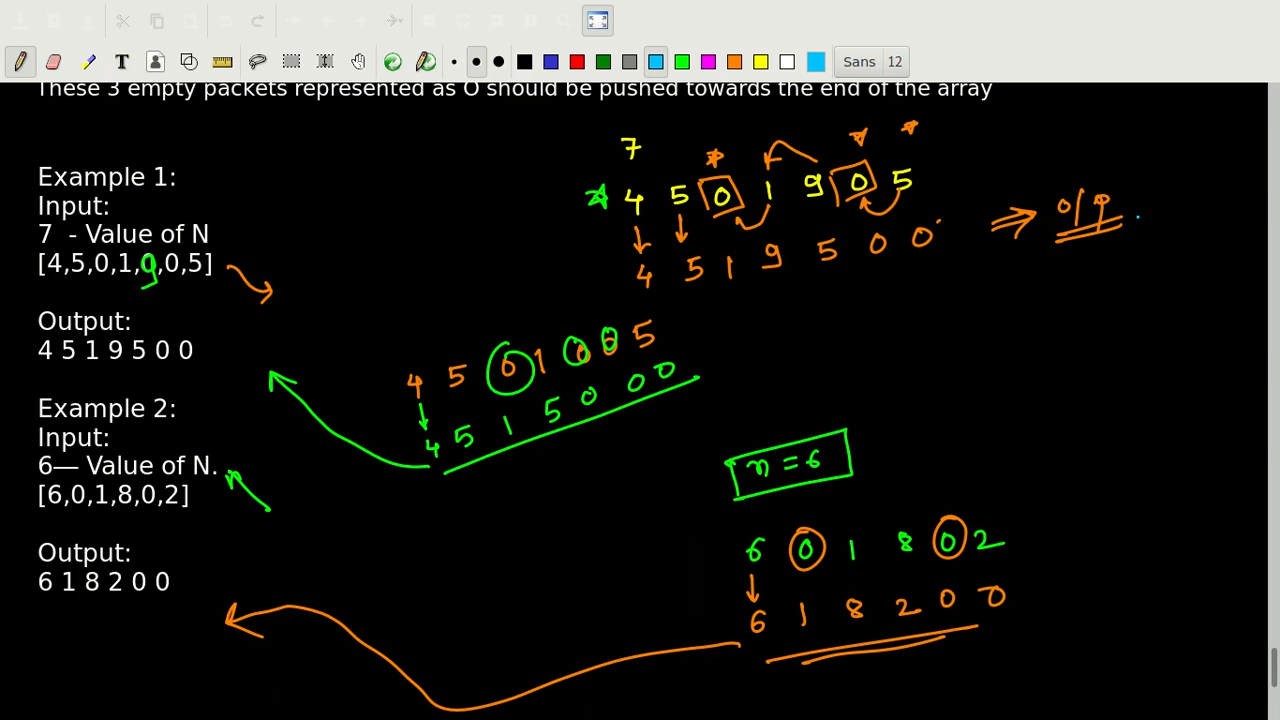 Sans 12
These 3 empty packets represented as O should be pushed towards the end of the array
7
Example 1:
4 5 0 1 9 0 5
Input:
7 - Value of N
o/p
[4,5,0,1,9,0,5]
4 5 1 9 5 0 0
Output:
4 5 1 9 5 0 0
4 5 0 1 0 0 5
4 5 1 5 0 0 0
Example 2:
Input:
6— Value of N.
n = 6
[6,0,1,8,0,2]
6 0 1 8 0 2
Output:
6 1 8 2 0 0
6 1 8 2 0 0